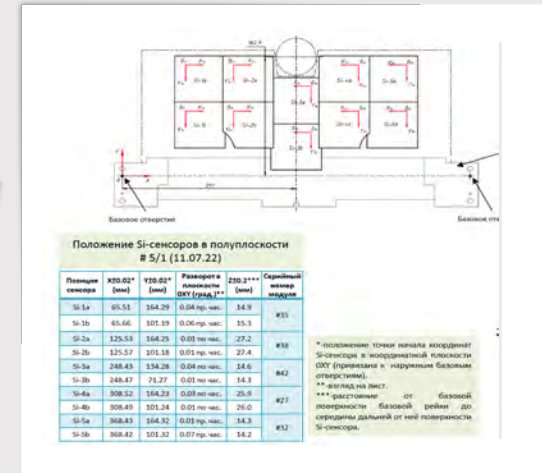 Si-1a
Si-2a
Si-3a
Si-4a
Si-5a
Si-2b
Si-3b
Si-5b
277
Базовое отверстие
Положение Si-сенсоров в полуплоскости
# 5/1 (11.07.22)
Позиция сенсора X±0.02* (мм) Y±0.02* (мм) Разворот в плоскости OXY (град.)** Z±0.2*** (мм) Серийный номер модуля
Si-1a 65.51 164.29 0.04 пр. час. 14.9 #35
Si-1b 65.66 101.19 0.06 пр. час. 15.3
Si-2a 125.53 164.25 0.01 по час. 27.2 #38
Si-2b 125.57 101.18 0.01 пр. час. 27.4
Si-3a 248.43 134.28 0.04 по час. 14.6 #42
Si-3b 248.47 71.27 0.01 по час. 14.3
Si-4a 308.52 164.23 0.03 по час. 25.9 #27
Si-4b 308.49 101.24 0.01 по час. 26.0
Si-5a 368.43 164.32 0.01 пр. час. 14.3 #32
Si-5b 368.42 101.32 0.07 пр. час. 14.2
*-положение точки начала координат
Si-сенсора в координатной плоскости
OXY (привязана к наружным базовым
отверстиям).
**-взгляд на лист.
***-расстояние от базовой
поверхности базовой рейки до
середины дальней от неё поверхности
Si-сенсора.